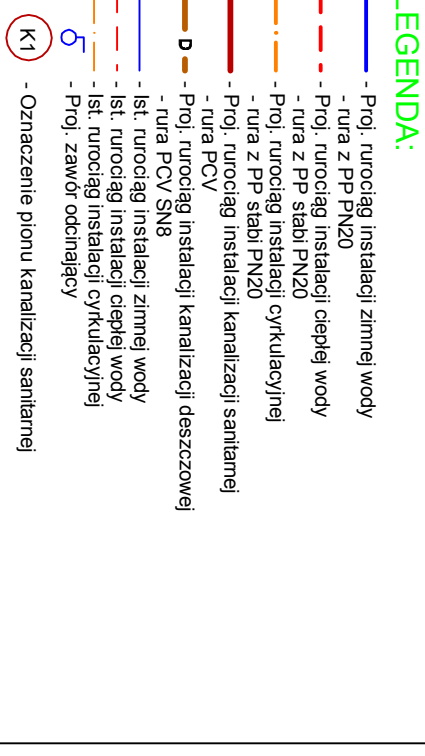 LEGENDA:
- Proj. rurociąg instalacji zimnej wody
- rura z PP PN20
- Proj. rurociąg instalacji ciepłej wody
- rura z PP stabi PN20
- Proj. rurociąg instalacji cyrkulacyjnej
- rura z PP stabi PN20
- Proj. rurociąg instalacji kanalizacji sanitarnej
- rura PCV
D - Proj. rurociąg instalacji kanalizacji deszczowej
- rura PCV SN8
- Ist. rurociąg instalacji zimnej wody
- Ist. rurociąg instalacji ciepłej wody
- Ist. rurociąg instalacji cyrkulacyjnej
- Proj. zawór odcinający
K1 - Oznaczenie pionu kanalizacji sanitarnej